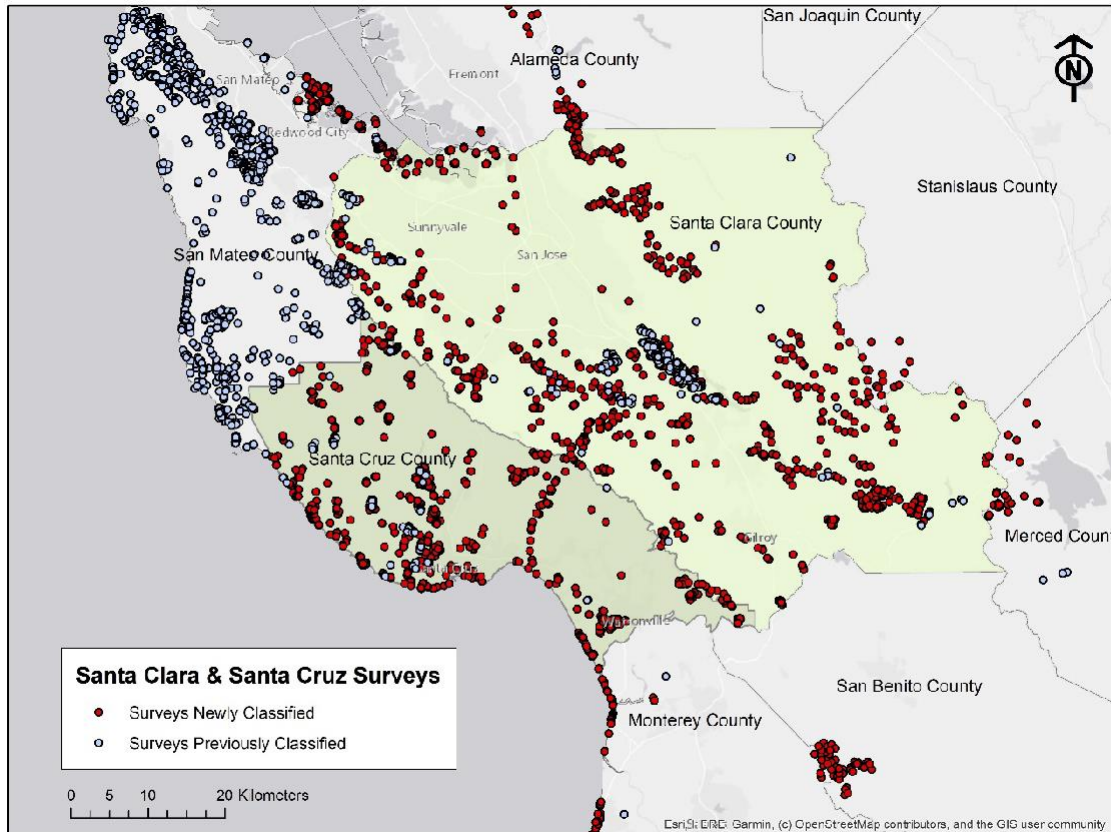 San Joaquin County
Alameda County
Fremont
San Mateo
Redwood City
Stanislaus County
Santa Clara County
Sunnyvale
San Jose
San Mateo County
Santa Cruz County
Gilroy
Merced Count
Watsonville
San Benito County
Monterey County
N
Santa Clara & Santa Cruz Surveys
Surveys Newly Classified
Surveys Previously Classified
0 5 10 20 Kilometers
Esri, Garmin, (c) OpenStreetMap contributors, and the GIS user community